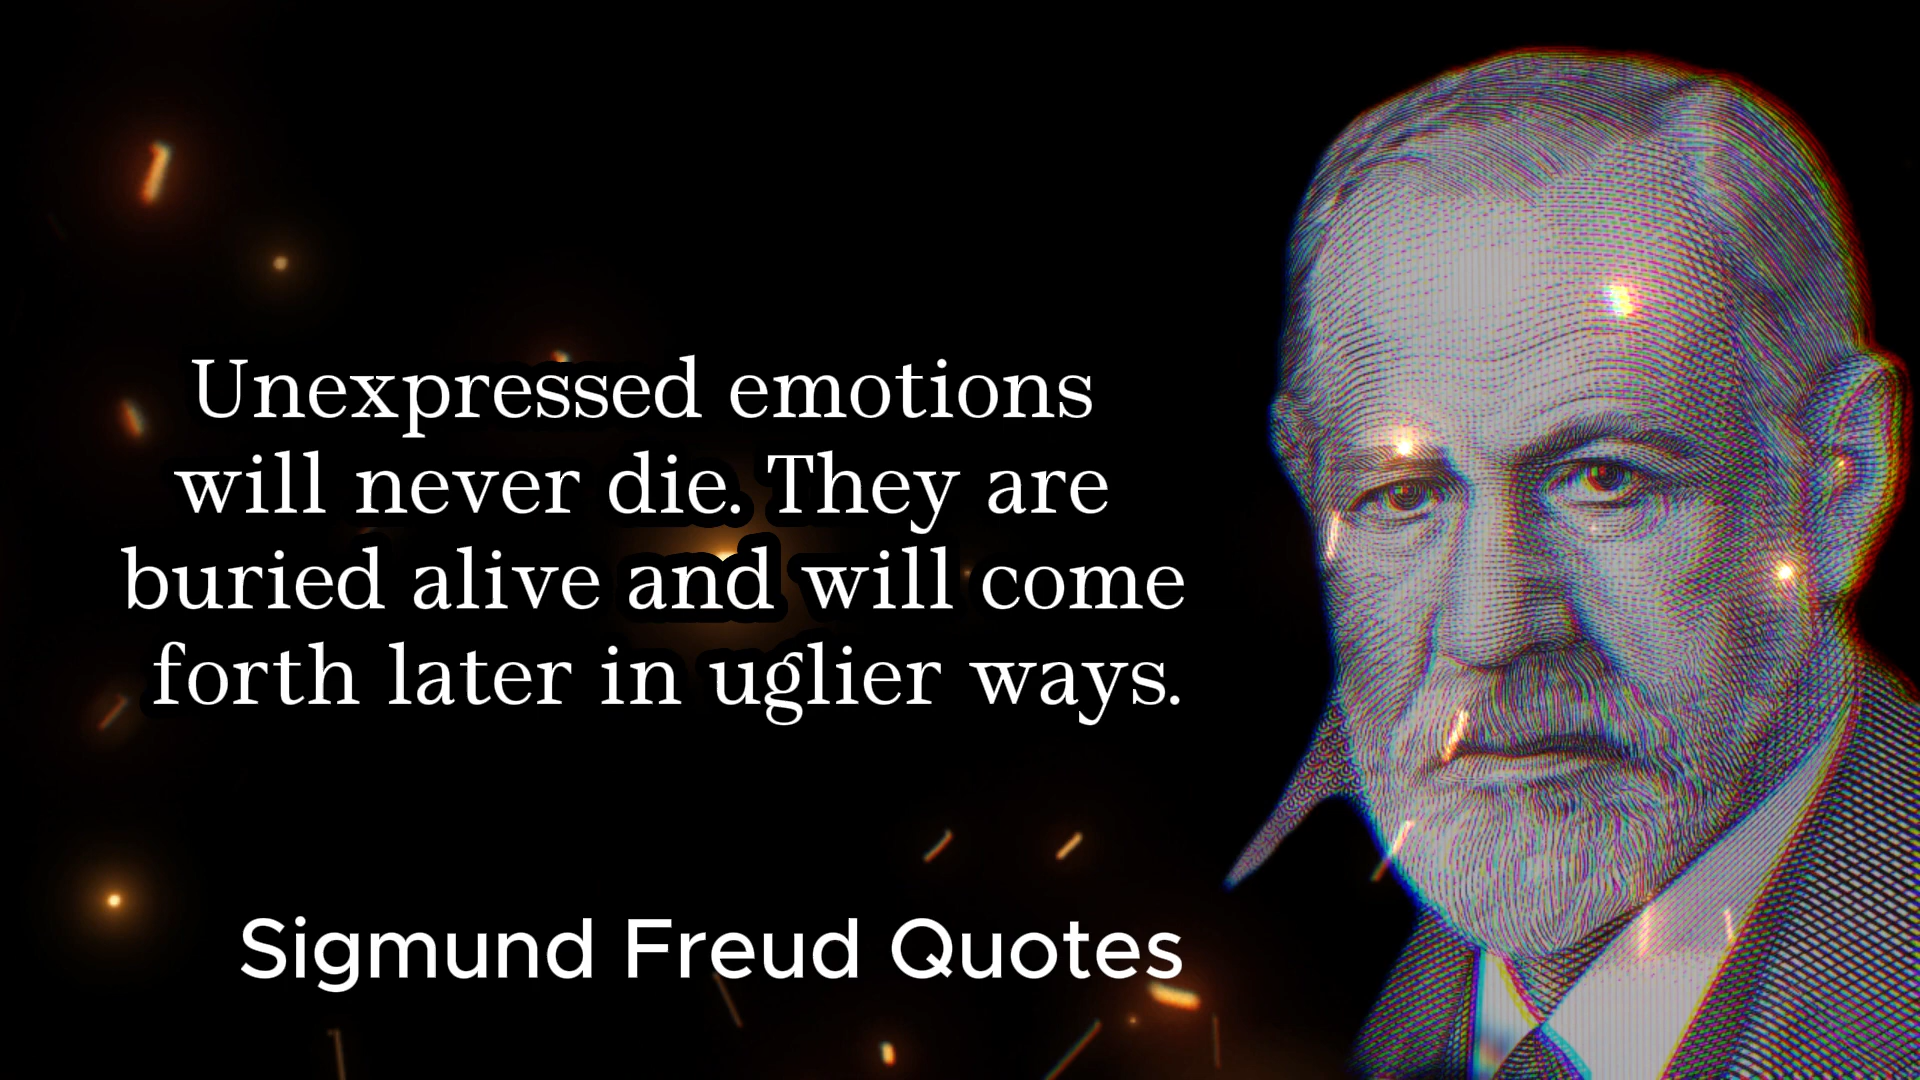 Unexpressed emotions
will never die. They are
buried alive and will come
forth later in uglier ways.
Sigmund Freud Quotes